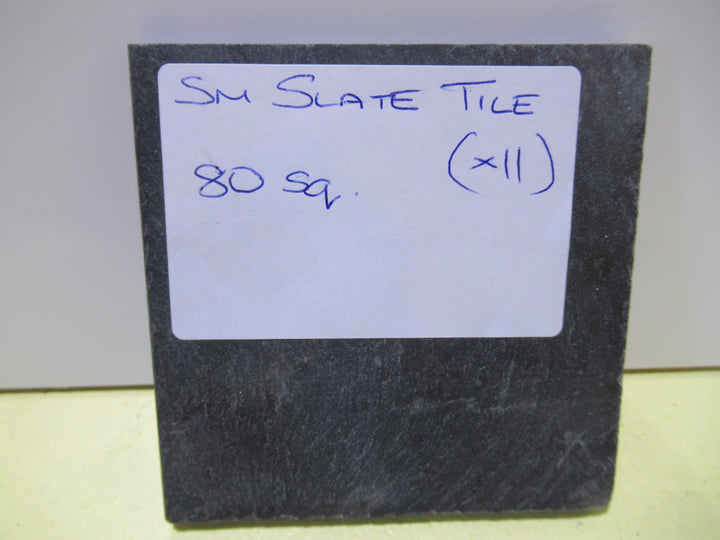 SM SLATE TILE
(x11)
80 sq.